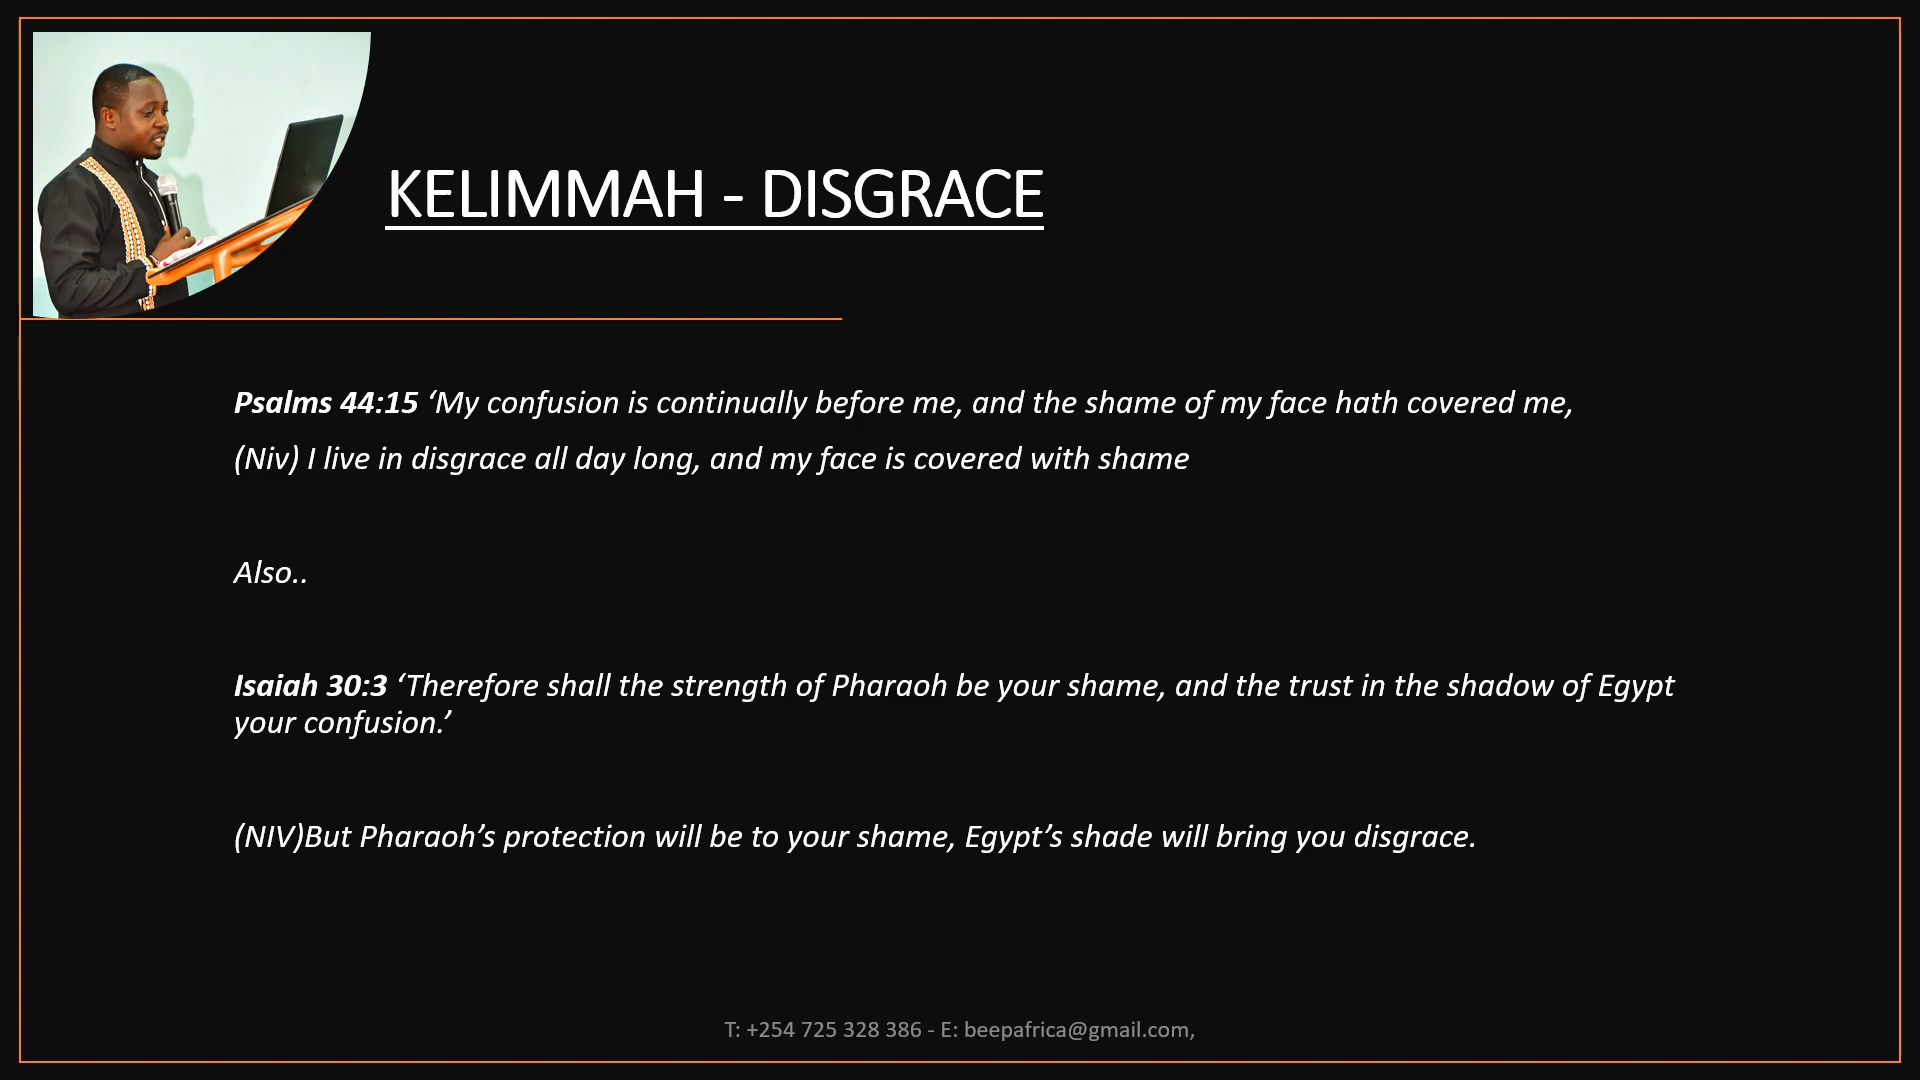 KELIMMAH - DISGRACE
Psalms 44:15 ‘My confusion is continually before me, and the shame of my face hath covered me,
(Niv) I live in disgrace all day long, and my face is covered with shame
Also..
Isaiah 30:3 ‘Therefore shall the strength of Pharaoh be your shame, and the trust in the shadow of Egypt
your confusion.’
(NIV)But Pharaoh’s protection will be to your shame, Egypt’s shade will bring you disgrace.
T: +254 725 328 386 - E: beepafrica@gmail.com,